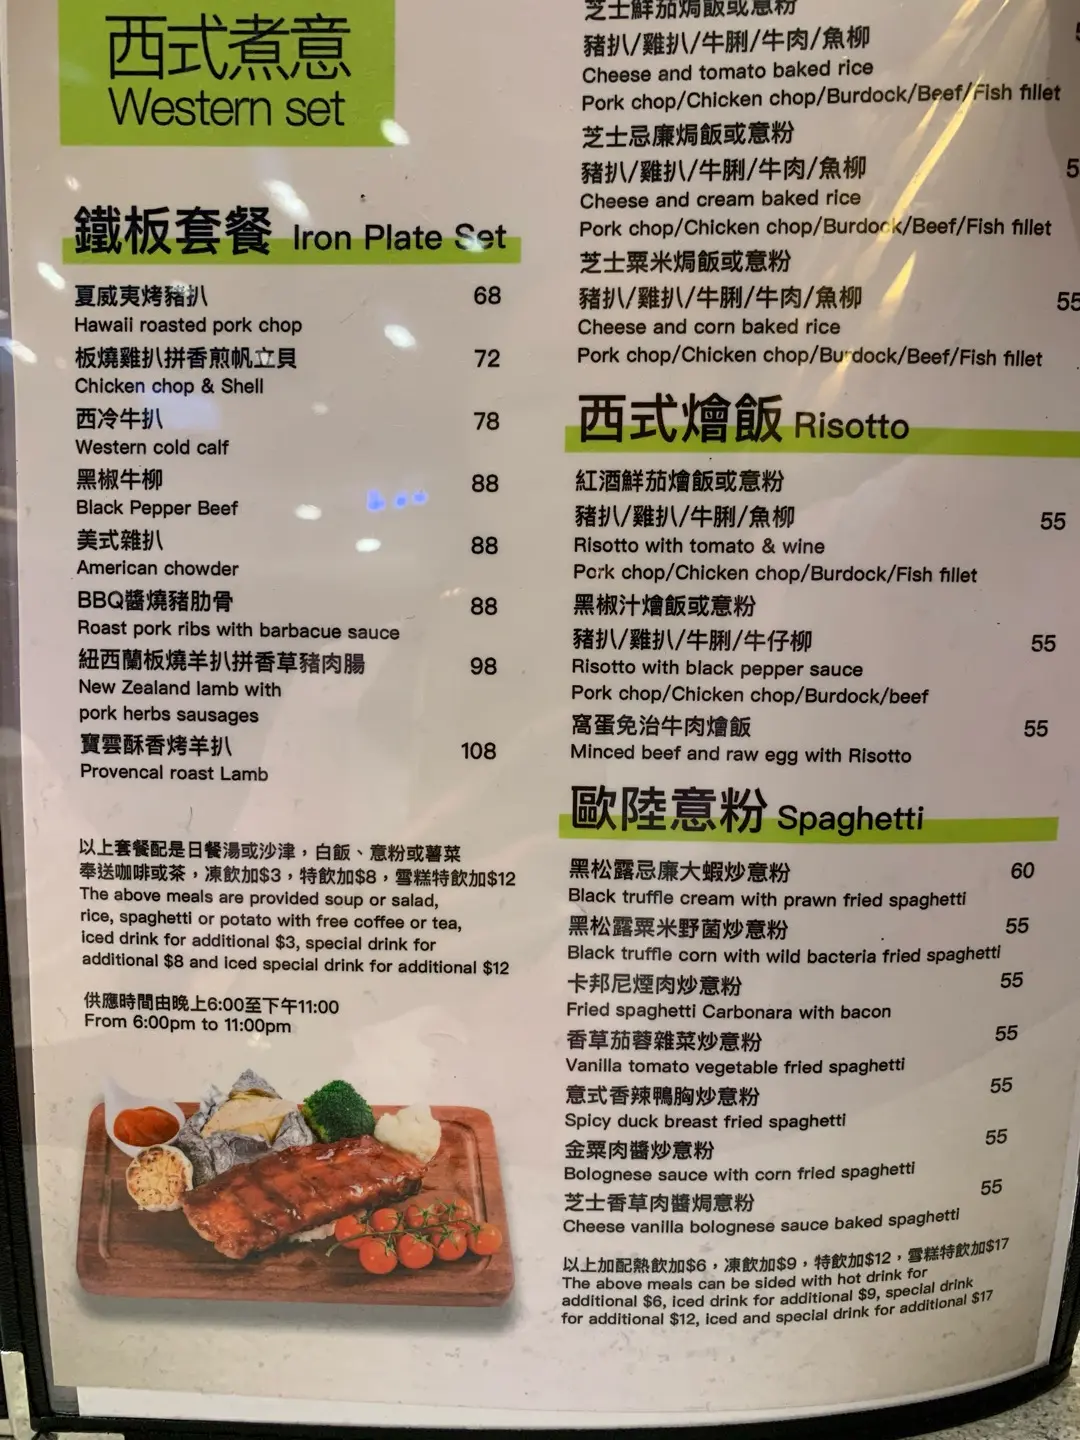 西式煮意
Western set
鐵板套餐 Iron Plate Set
夏威夷烤豬扒 68
Hawaii roasted pork chop
板燒雞扒拼香煎帆立貝 72
Chicken chop & Shell
西冷牛扒 78
Western cold calf
黑椒牛柳 88
Black Pepper Beef
美式雜扒 88
American chowder
BBQ醬燒豬肋骨 88
Roast pork ribs with barbacue sauce
紐西蘭板燒羊扒拼香草豬肉腸 98
New Zealand lamb with
pork herbs sausages
寶雲酥香烤羊扒 108
Provencal roast Lamb
以上套餐配是日餐湯或沙津，白飯、意粉或薯菜
奉送咖啡或茶，凍飲加$3，特飲加$8，雪糕特飲加$12
The above meals are provided soup or salad,
rice, spaghetti or potato with free coffee or tea,
iced drink for additional $3, special drink for
additional $8 and iced special drink for additional $12
供應時間由晚上6:00至下午11:00
From 6:00pm to 11:00pm
芝士鮮茄焗飯或意粉
豬扒/雞扒/牛脷/牛肉/魚柳
Cheese and tomato baked rice
Pork chop/Chicken chop/Burdock/Beef/Fish fillet
芝士忌廉焗飯或意粉
豬扒/雞扒/牛脷/牛肉/魚柳
Cheese and cream baked rice
Pork chop/Chicken chop/Burdock/Beef/Fish fillet
芝士粟米焗飯或意粉
豬扒/雞扒/牛脷/牛肉/魚柳 55
Cheese and corn baked rice
Pork chop/Chicken chop/Burdock/Beef/Fish fillet
西式燴飯 Risotto
紅酒鮮茄燴飯或意粉
豬扒/雞扒/牛脷/魚柳 55
Risotto with tomato & wine
Pork chop/Chicken chop/Burdock/Fish fillet
黑椒汁燴飯或意粉
豬扒/雞扒/牛脷/牛仔柳 55
Risotto with black pepper sauce
Pork chop/Chicken chop/Burdock/beef
窩蛋免治牛肉燴飯 55
Minced beef and raw egg with Risotto
歐陸意粉 Spaghetti
黑松露忌廉大蝦炒意粉 60
Black truffle cream with prawn fried spaghetti
黑松露粟米野菌炒意粉 55
Black truffle corn with wild bacteria fried spaghetti
卡邦尼煙肉炒意粉 55
Fried spaghetti Carbonara with bacon
香草茄蓉雜菜炒意粉 55
Vanilla tomato vegetable fried spaghetti
意式香辣鴨胸炒意粉 55
Spicy duck breast fried spaghetti
金粟肉醬炒意粉 55
Bolognese sauce with corn fried spaghetti
芝士香草肉醬焗意粉 55
Cheese vanilla bolognese sauce baked spaghetti
以上加配熱飲加$6，凍飲加$9，特飲加$12，雪糕特飲加$17
The above meals can be sided with hot drink for
additional $6, iced drink for additional $9, special drink
for additional $12, iced and special drink for additional $17